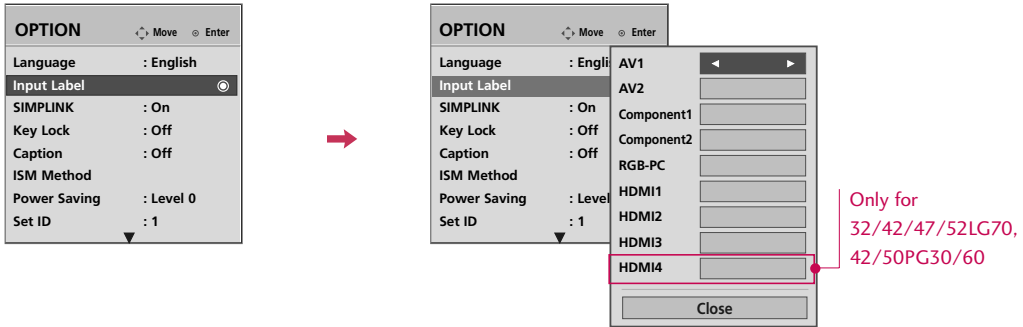 OPTION Move Enter
Language : English
Input Label
SIMPLINK : On
Key Lock : Off
Caption : Off
ISM Method
Power Saving : Level 0
Set ID : 1
OPTION Move Enter
Language : Engli
Input Label
SIMPLINK : On
Key Lock : Off
Caption : Off
ISM Method
Power Saving : Level
Set ID : 1
AV1
AV2
Component1
Component2
RGB-PC
HDMI1
HDMI2
HDMI3
HDMI4
Close
Only for
32/42/47/52LG70,
42/50PG30/60